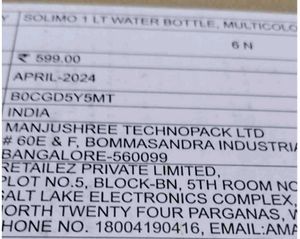 Y SOLIMO 1 LT WATER BOTTLE, MULTICOLO
6 N
₹ 599.00
APRIL-2024
B0CGD5Y5MT
INDIA
MANJUSHREE TECHNOPACK LTD
# 60E & F, BOMMASANDRA INDUSTRIA
BANGALORE-560099
RETAILEZ PRIVATE LIMITED,
PLOT NO.5, BLOCK-BN, 5TH ROOM NO
SALT LAKE ELECTRONICS COMPLEX,
NORTH TWENTY FOUR PARGANAS, W
PHONE NO. 18004190416, EMAIL:AMA